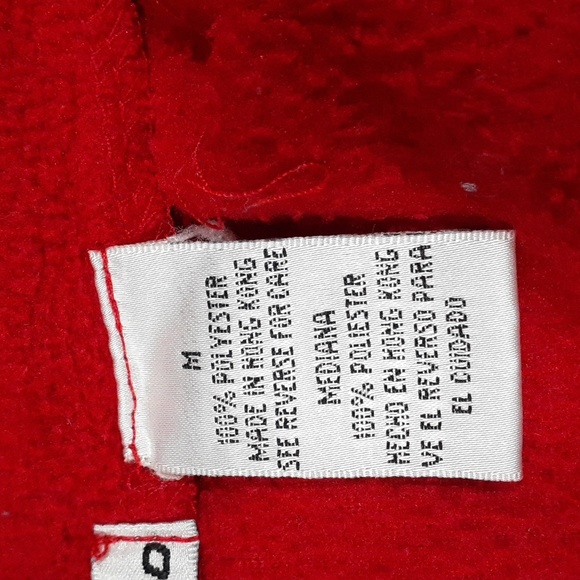 M
100% POLYESTER
MADE IN HONG KONG
SEE REVERSE FOR CARE
MEDIANA
100% POLIESTER
HECHO EN HONG KONG
VE EL REVERSO PARA
EL CUIDADU
O